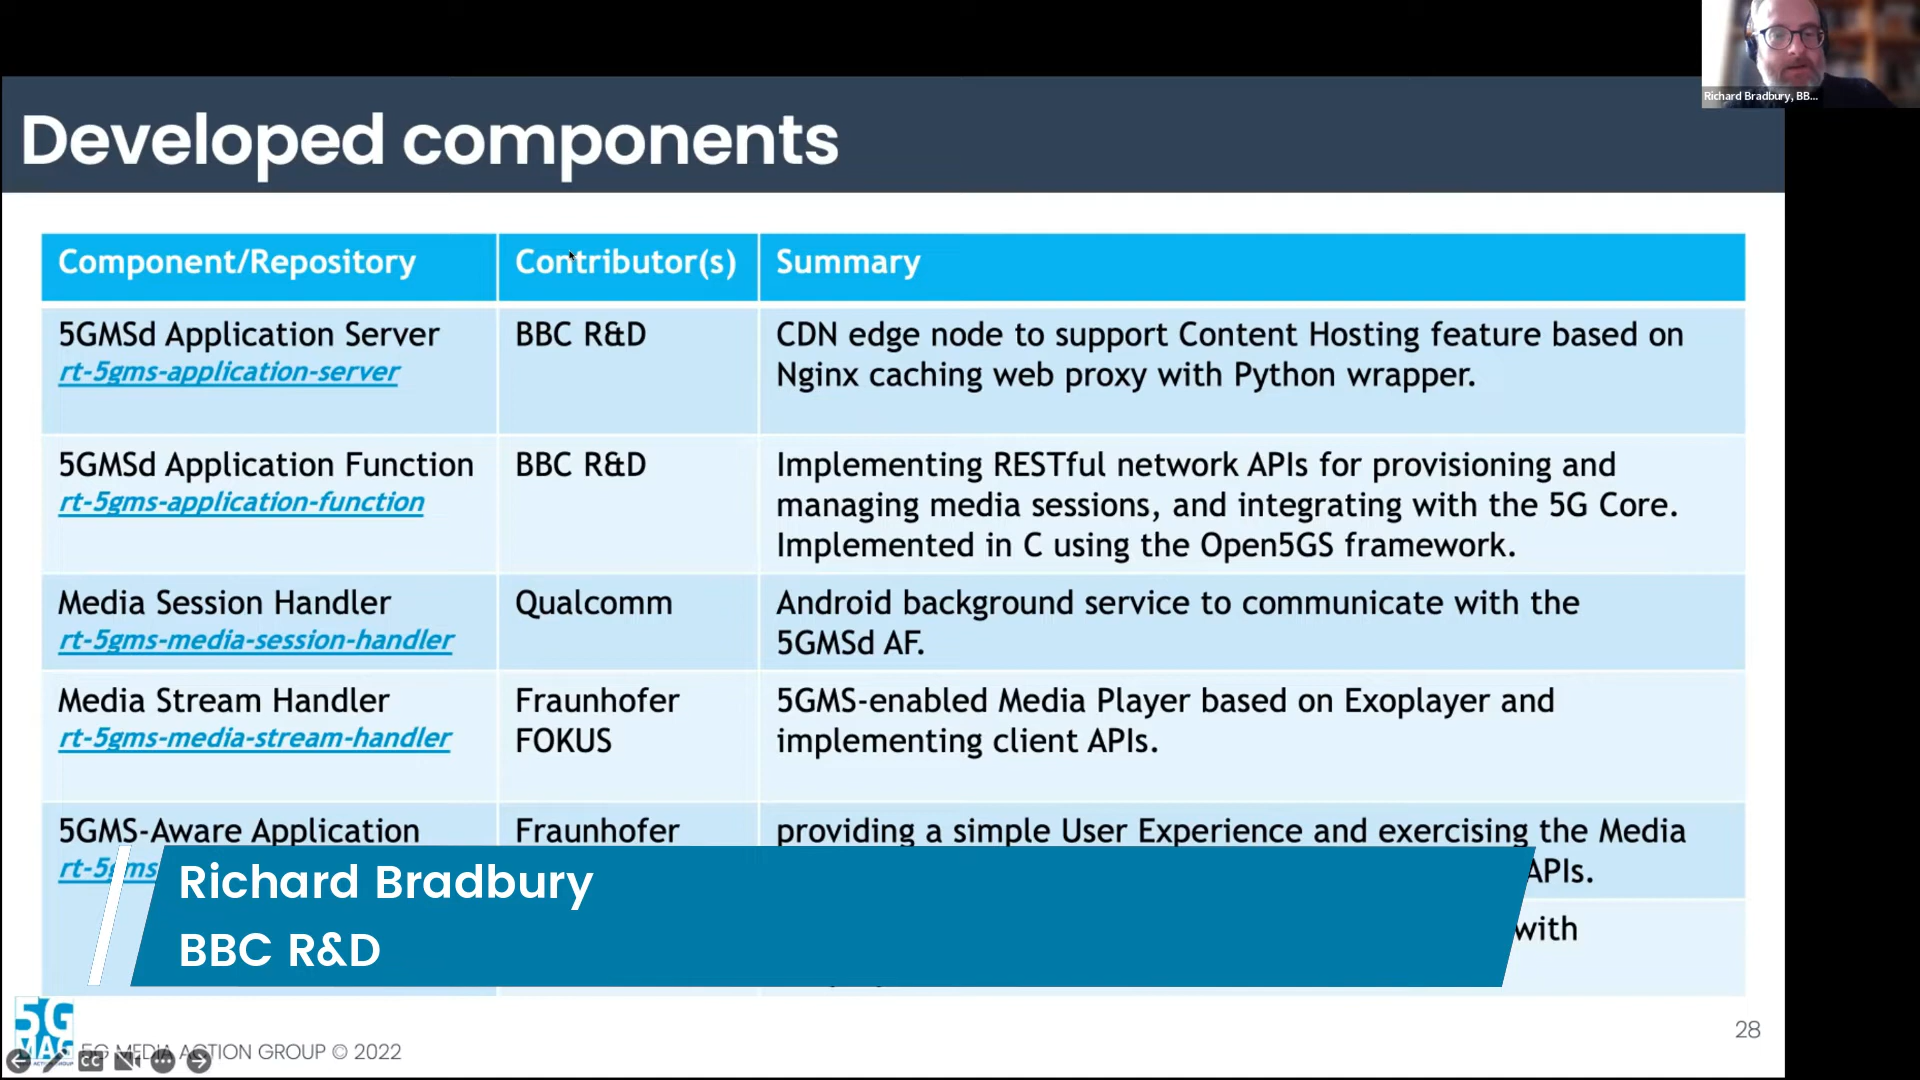 Richard Bradbury, BB...
Developed components
Component/Repository
Contributor(s)
Summary
5GMSd Application Server
rt-5gms-application-server
BBC R&D
CDN edge node to support Content Hosting feature based on
Nginx caching web proxy with Python wrapper.
5GMSd Application Function
rt-5gms-application-function
BBC R&D
Implementing RESTful network APIs for provisioning and
managing media sessions, and integrating with the 5G Core.
Implemented in C using the Open5GS framework.
Media Session Handler
rt-5gms-media-session-handler
Qualcomm
Android background service to communicate with the
5GMSd AF.
Media Stream Handler
rt-5gms-media-stream-handler
Fraunhofer
FOKUS
5GMS-enabled Media Player based on Exoplayer and
implementing client APIs.
5GMS-Aware Application
rt-5gms
Fraunhofer
providing a simple User Experience and exercising the Media
APIs.
with
Richard Bradbury
BBC R&D
5G
MAG
5G MEDIA ACTION GROUP © 2022
CC
28